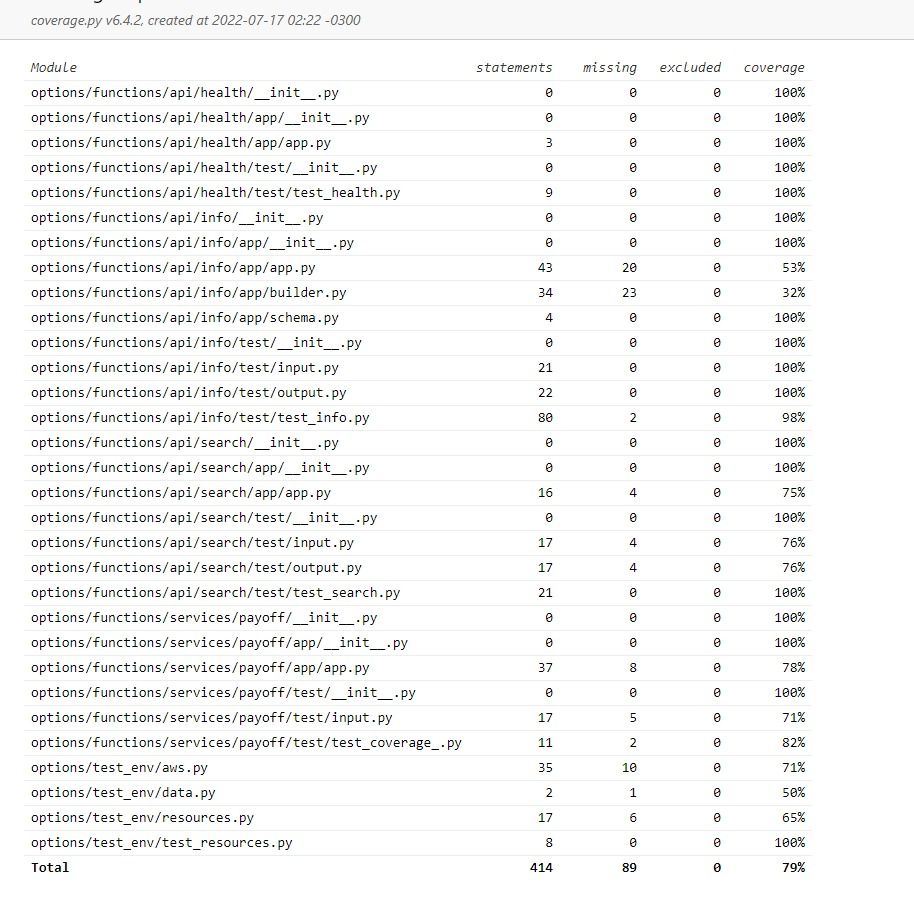 coverage.py v6.4.2, created at 2022-07-17 02:22 -0300
Module statements missing excluded coverage
options/functions/api/health/__init__.py 0 0 0 100%
options/functions/api/health/app/__init__.py 0 0 0 100%
options/functions/api/health/app/app.py 3 0 0 100%
options/functions/api/health/test/__init__.py 0 0 0 100%
options/functions/api/health/test/test_health.py 9 0 0 100%
options/functions/api/info/__init__.py 0 0 0 100%
options/functions/api/info/app/__init__.py 0 0 0 100%
options/functions/api/info/app/app.py 43 20 0 53%
options/functions/api/info/app/builder.py 34 23 0 32%
options/functions/api/info/app/schema.py 4 0 0 100%
options/functions/api/info/test/__init__.py 0 0 0 100%
options/functions/api/info/test/input.py 21 0 0 100%
options/functions/api/info/test/output.py 22 0 0 100%
options/functions/api/info/test/test_info.py 80 2 0 98%
options/functions/api/search/__init__.py 0 0 0 100%
options/functions/api/search/app/__init__.py 0 0 0 100%
options/functions/api/search/app/app.py 16 4 0 75%
options/functions/api/search/test/__init__.py 0 0 0 100%
options/functions/api/search/test/input.py 17 4 0 76%
options/functions/api/search/test/output.py 17 4 0 76%
options/functions/api/search/test/test_search.py 21 0 0 100%
options/functions/services/payoff/__init__.py 0 0 0 100%
options/functions/services/payoff/app/__init__.py 0 0 0 100%
options/functions/services/payoff/app/app.py 37 8 0 78%
options/functions/services/payoff/test/__init__.py 0 0 0 100%
options/functions/services/payoff/test/input.py 17 5 0 71%
options/functions/services/payoff/test/test_coverage_.py 11 2 0 82%
options/test_env/aws.py 35 10 0 71%
options/test_env/data.py 2 1 0 50%
options/test_env/resources.py 17 6 0 65%
options/test_env/test_resources.py 8 0 0 100%
Total 414 89 0 79%